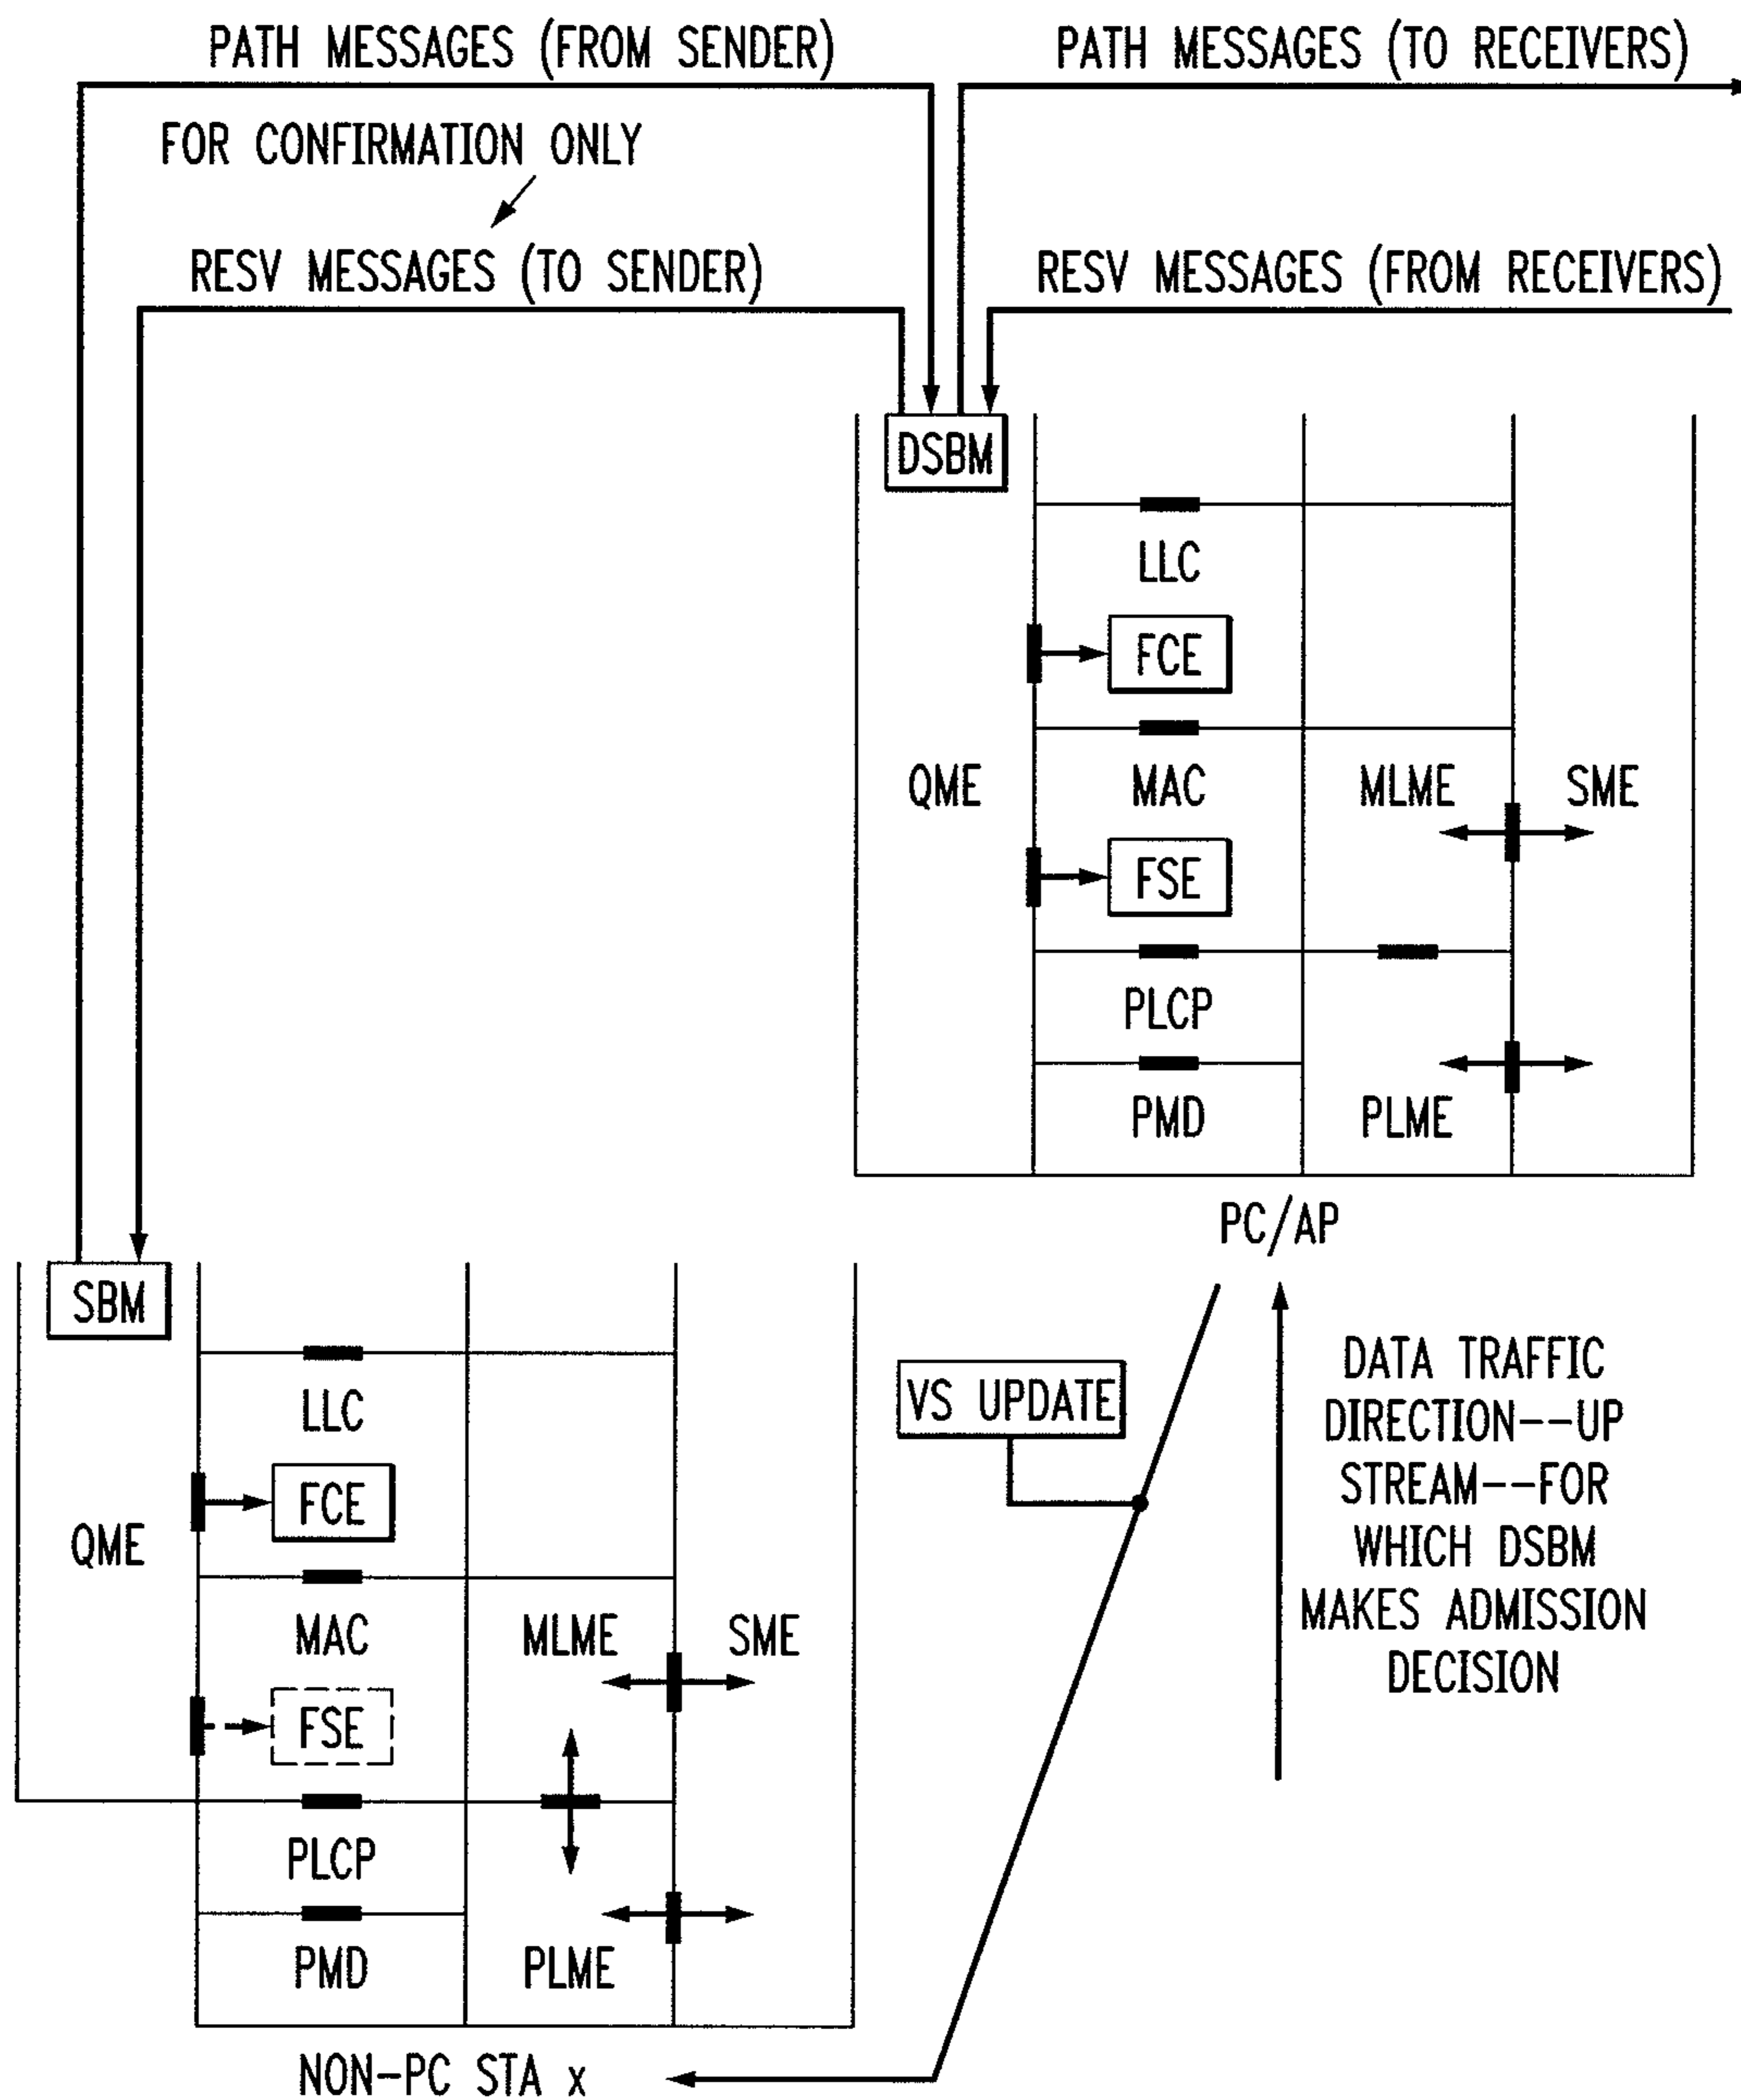 PATH MESSAGES (FROM SENDER)
PATH MESSAGES (TO RECEIVERS)
FOR CONFIRMATION ONLY
RESV MESSAGES (TO SENDER)
RESV MESSAGES (FROM RECEIVERS)
DSBM
LLC
FCE
QME
MAC
MLME
SME
FSE
PLCP
PMD
PLME
PC/AP
SBM
LLC
FCE
QME
MAC
MLME
SME
FSE
PLCP
PMD
PLME
NON-PC STA x
VS UPDATE
DATA TRAFFIC
DIRECTION--UP
STREAM--FOR
WHICH DSBM
MAKES ADMISSION
DECISION